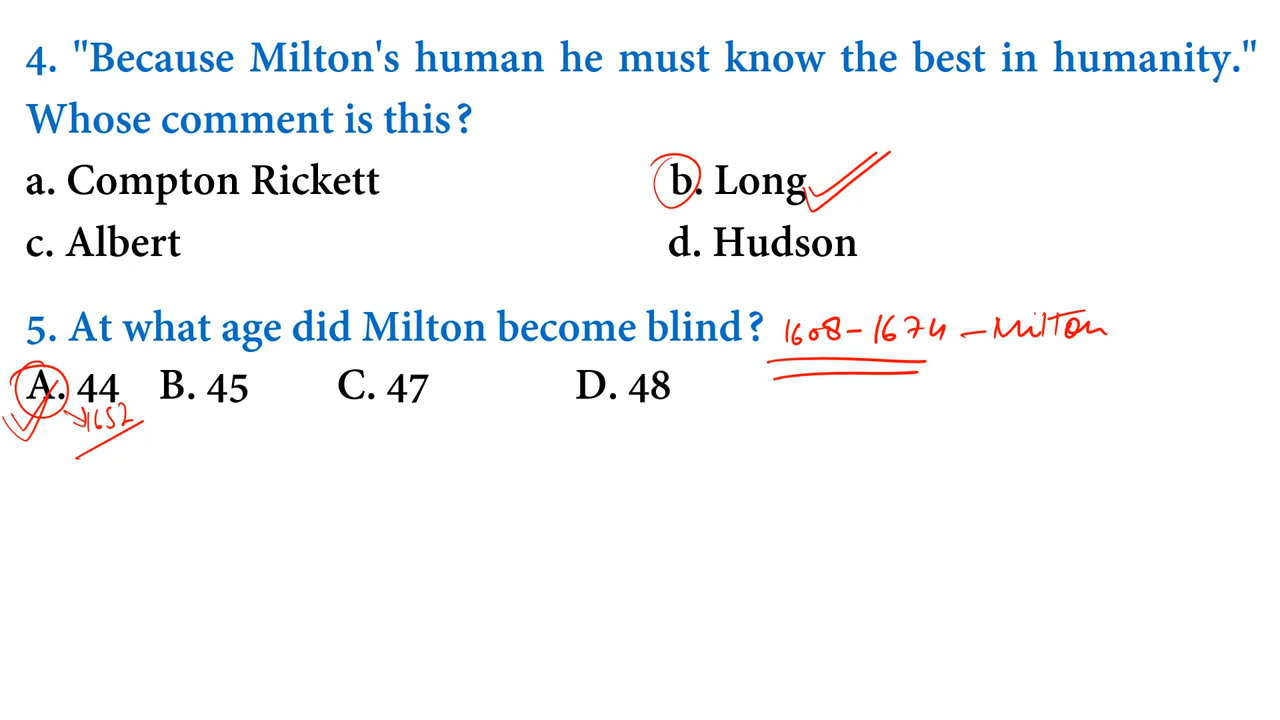 4. "Because Milton's human he must know the best in humanity."
Whose comment is this?
a. Compton Rickett b. Long
c. Albert d. Hudson
5. At what age did Milton become blind? 1608 - 1674 - Milton
A. 44 B. 45 C. 47 D. 48
1652